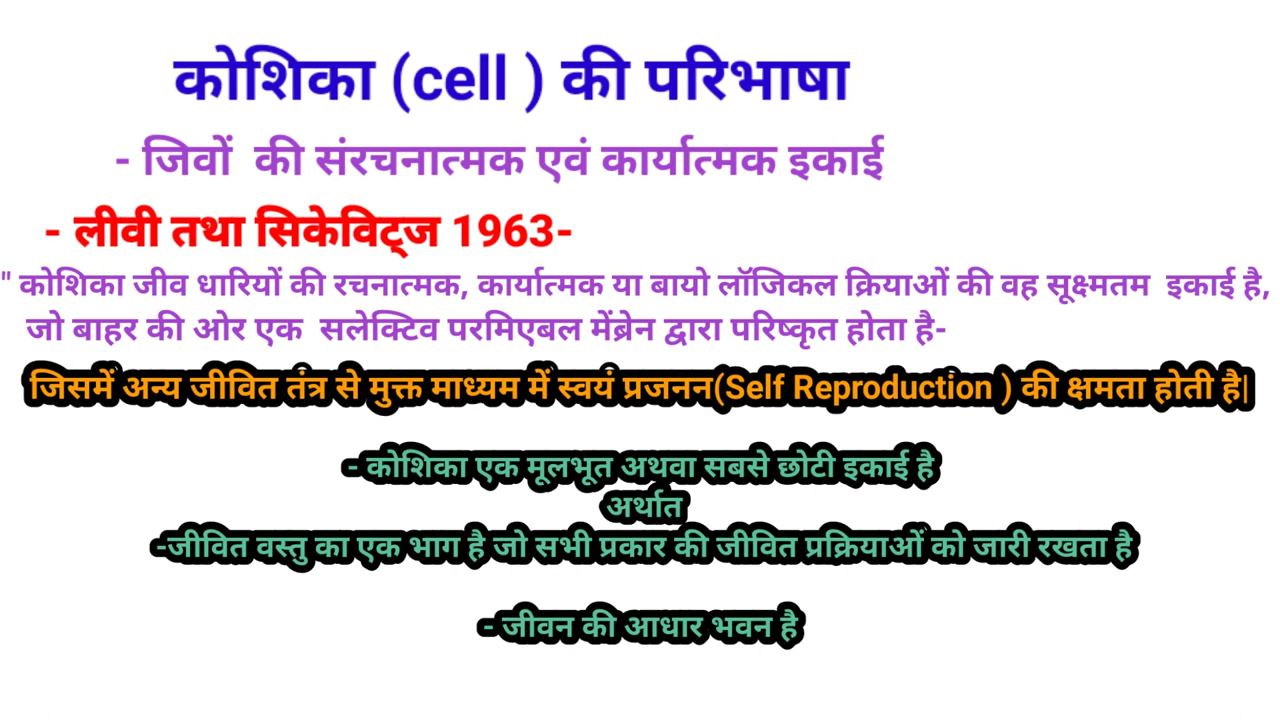 कोशिका (cell ) की परिभाषा
- जिवों की संरचनात्मक एवं कार्यात्मक इकाई
- लीवी तथा सिकेविट्ज 1963-
" कोशिका जीव धारियों की रचनात्मक, कार्यात्मक या बायो लॉजिकल क्रियाओं की वह सूक्ष्मतम इकाई है,
जो बाहर की ओर एक सलेक्टिव परमिएबल मेंब्रेन द्वारा परिष्कृत होता है-
जिसमें अन्य जीवित तंत्र से मुक्त माध्यम में स्वयं प्रजनन(Self Reproduction ) की क्षमता होती है|
- कोशिका एक मूलभूत अथवा सबसे छोटी इकाई है
अर्थात
-जीवित वस्तु का एक भाग है जो सभी प्रकार की जीवित प्रक्रियाओं को जारी रखता है
- जीवन की आधार भवन है